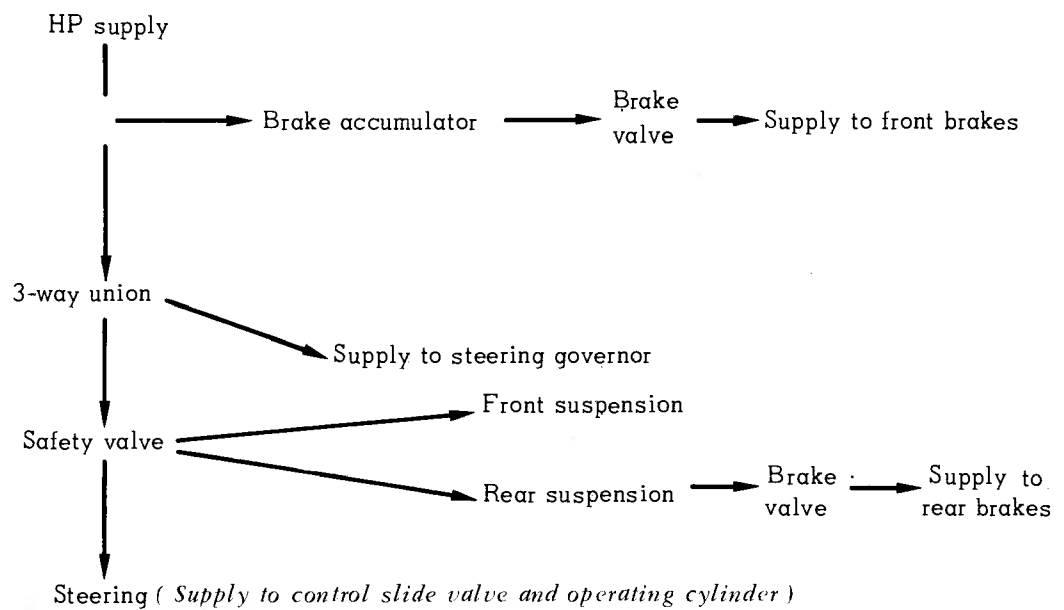 HP supply
Brake accumulator
Brake
valve
Supply to front brakes
3-way union
Supply to steering governor
Front suspension
Safety valve
Rear suspension
Brake
valve
Supply to
rear brakes
Steering ( Supply to control slide valve and operating cylinder )